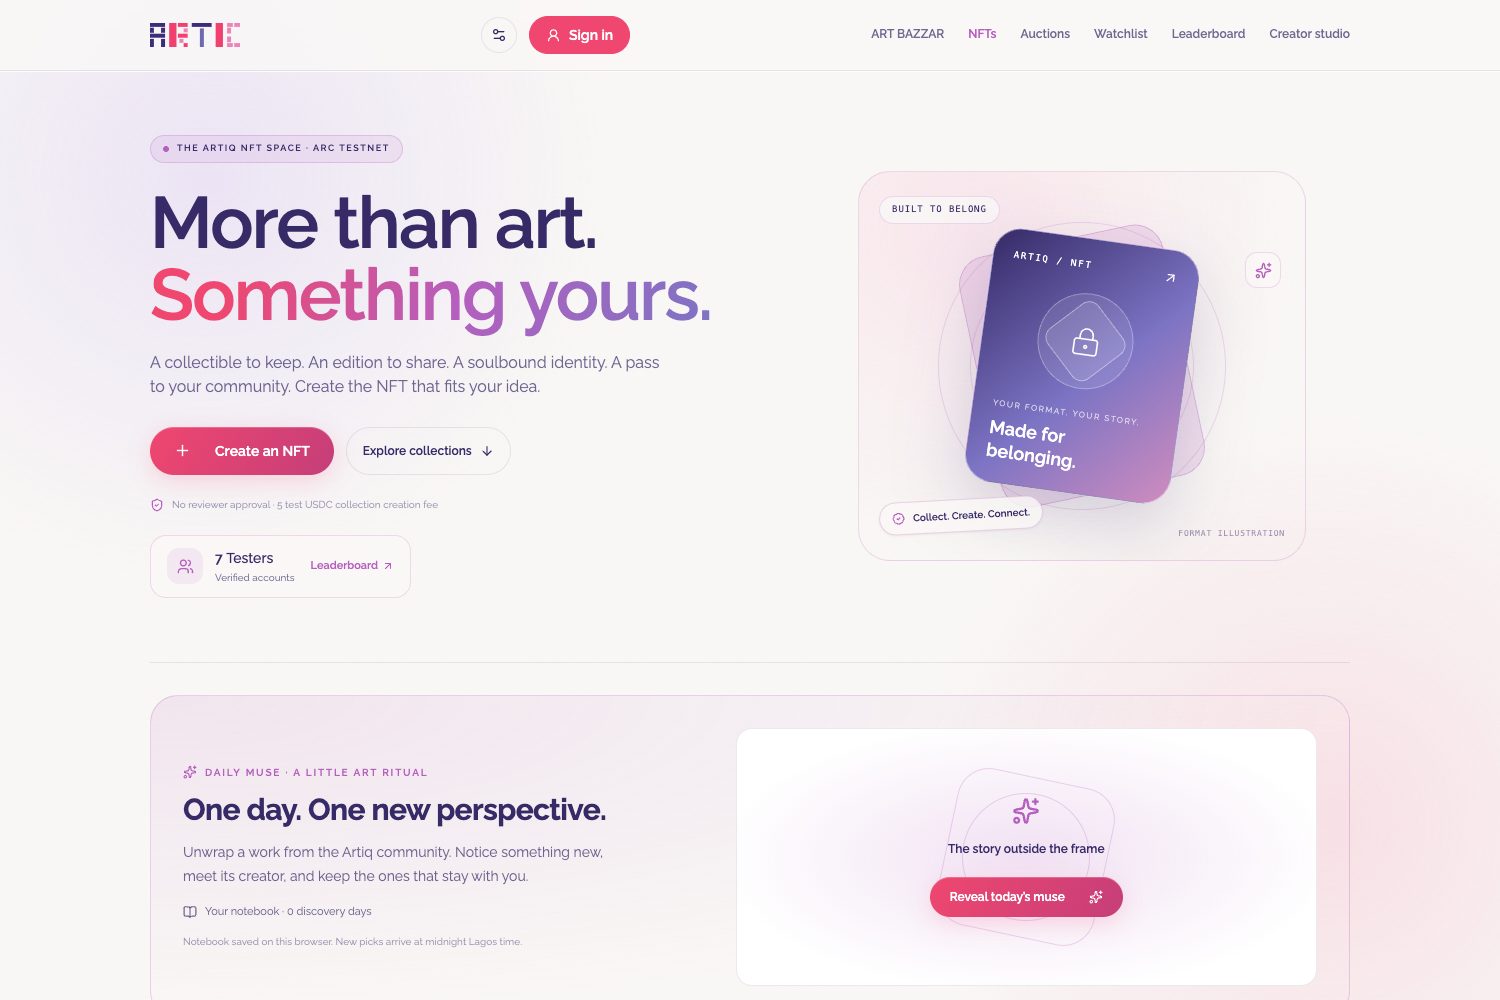 ARTIC
Sign in
ART BAZZAR
NFTs
Auctions
Watchlist
Leaderboard
Creator studio
THE ARTIQ NFT SPACE · ARC TESTNET
More than art.
Something yours.
A collectible to keep. An edition to share. A soulbound identity. A pass
to your community. Create the NFT that fits your idea.
Create an NFT
Explore collections
No reviewer approval · 5 test USDC collection creation fee
7 Testers
Verified accounts
Leaderboard
BUILT TO BELONG
ARTIQ / NFT
YOUR FORMAT. YOUR STORY.
Made for
belonging.
Collect. Create. Connect.
FORMAT ILLUSTRATION
DAILY MUSE · A LITTLE ART RITUAL
One day. One new perspective.
Unwrap a work from the Artiq community. Notice something new,
meet its creator, and keep the ones that stay with you.
Your notebook · 0 discovery days
Notebook saved on this browser. New picks arrive at midnight Lagos time.
The story outside the frame
Reveal today's muse